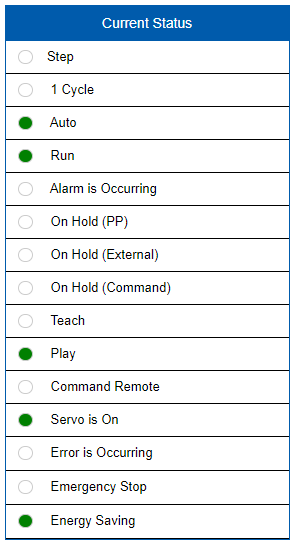 Current Status
Step
1 Cycle
Auto
Run
Alarm is Occurring
On Hold (PP)
On Hold (External)
On Hold (Command)
Teach
Play
Command Remote
Servo is On
Error is Occurring
Emergency Stop
Energy Saving